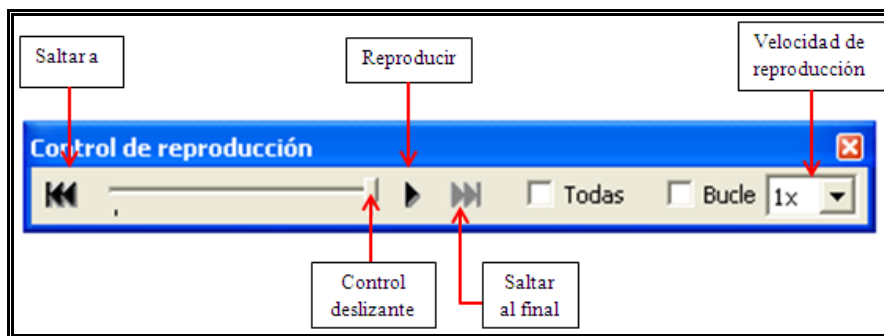 Saltar a
Reproducir
Velocidad de
reproducción
Control de reproducción
Todas
Bucle
1x
Control
deslizante
Saltar
al final